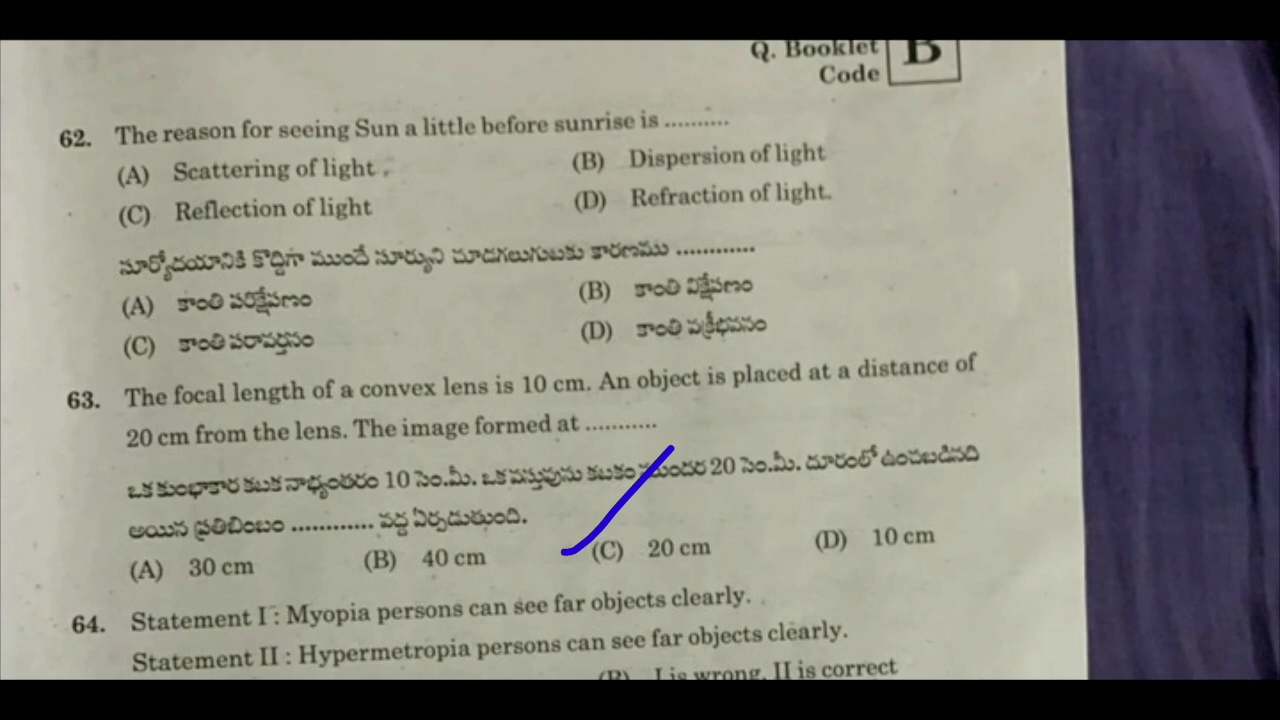 Q. Booklet
Code B
62. The reason for seeing Sun a little before sunrise is ..........
(A) Scattering of light . (B) Dispersion of light
(C) Reflection of light (D) Refraction of light.
సూర్యోదయానికి కొద్దిగా ముందే సూర్యుని చూడగలుగుటకు కారణము ............
(A) కాంతి పరిక్షేపణం (B) కాంతి విక్షేపణం
(C) కాంతి పరావర్తనం (D) కాంతి వక్రీభవనం
63. The focal length of a convex lens is 10 cm. An object is placed at a distance of
20 cm from the lens. The image formed at ...........
ఒక కుంభాకార కటక నాభ్యంతరం 10 సెం.మీ. ఒక వస్తువును కటకం ముందర 20 సెం.మీ. దూరంలో ఉంచబడినది
అయిన ప్రతిబింబం ............ వద్ద ఏర్పడుతుంది.
(A) 30 cm (B) 40 cm (C) 20 cm (D) 10 cm
64. Statement I : Myopia persons can see far objects clearly.
Statement II : Hypermetropia persons can see far objects clearly.
(B) I is wrong, II is correct